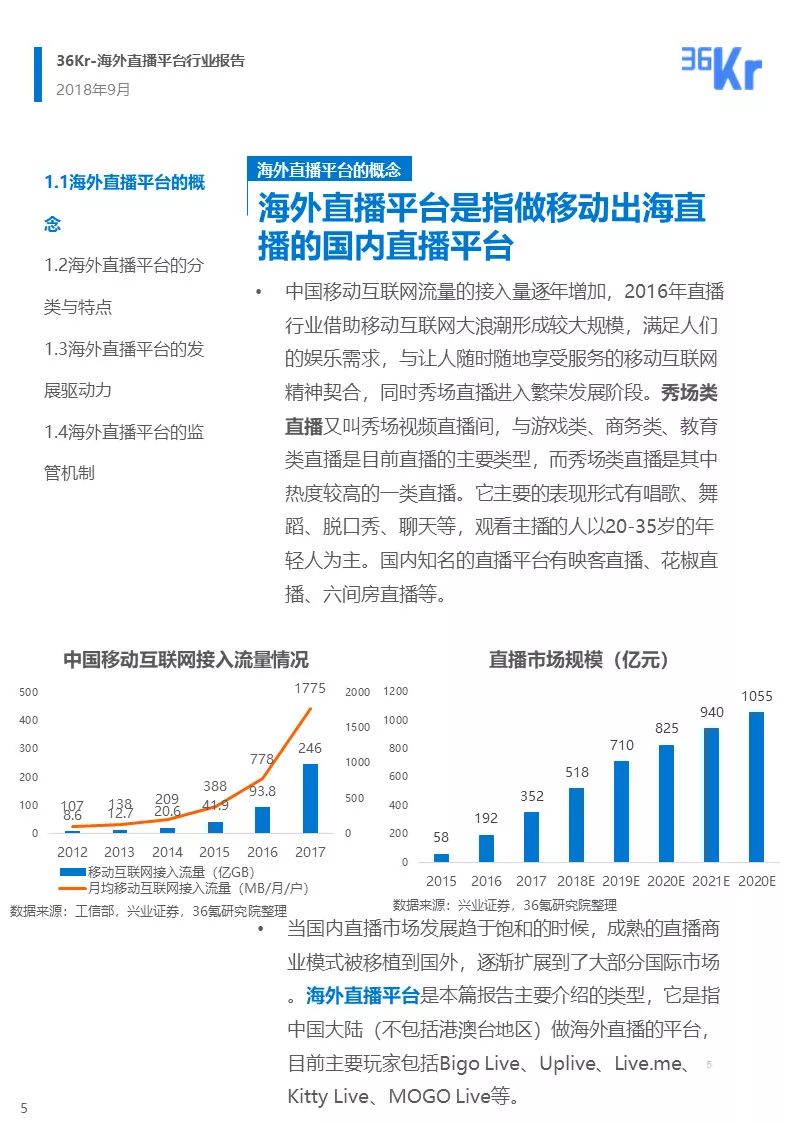 36Kr-海外直播平台行业报告
2018年9月
36Kr
1.1海外直播平台的概
念
1.2海外直播平台的分
类与特点
1.3海外直播平台的发
展驱动力
1.4海外直播平台的监
管机制
海外直播平台的概念
海外直播平台是指做移动出海直
播的国内直播平台
• 中国移动互联网流量的接入量逐年增加，2016年直播
行业借助移动互联网大浪潮形成较大规模，满足人们
的娱乐需求，与让人随时随地享受服务的移动互联网
精神契合，同时秀场直播进入繁荣发展阶段。秀场类
直播又叫秀场视频直播间，与游戏类、商务类、教育
类直播是目前直播的主要类型，而秀场类直播是其中
热度较高的一类直播。它主要的表现形式有唱歌、舞
蹈、脱口秀、聊天等，观看主播的人以20-35岁的年
轻人为主。国内知名的直播平台有映客直播、花椒直
播、六间房直播等。
中国移动互联网接入流量情况
500
400
300
200
100
0
2000
1500
1000
500
0
107
138
209
388
778
1775
8.6
12.7
20.6
41.9
93.8
246
2012 2013 2014 2015 2016 2017
移动互联网接入流量（亿GB）
月均移动互联网接入流量（MB/月/户）
数据来源：工信部，兴业证券，36氪研究院整理
直播市场规模（亿元）
1200
1000
800
600
400
200
0
58
192
352
518
710
825
940
1055
2015 2016 2017 2018E 2019E 2020E 2021E 2020E
数据来源：兴业证券，36氪研究院整理
• 当国内直播市场发展趋于饱和的时候，成熟的直播商
业模式被移植到国外，逐渐扩展到了大部分国际市场
。海外直播平台是本篇报告主要介绍的类型，它是指
中国大陆（不包括港澳台地区）做海外直播的平台，
目前主要玩家包括Bigo Live、Uplive、Live.me、
Kitty Live、MOGO Live等。
5
5